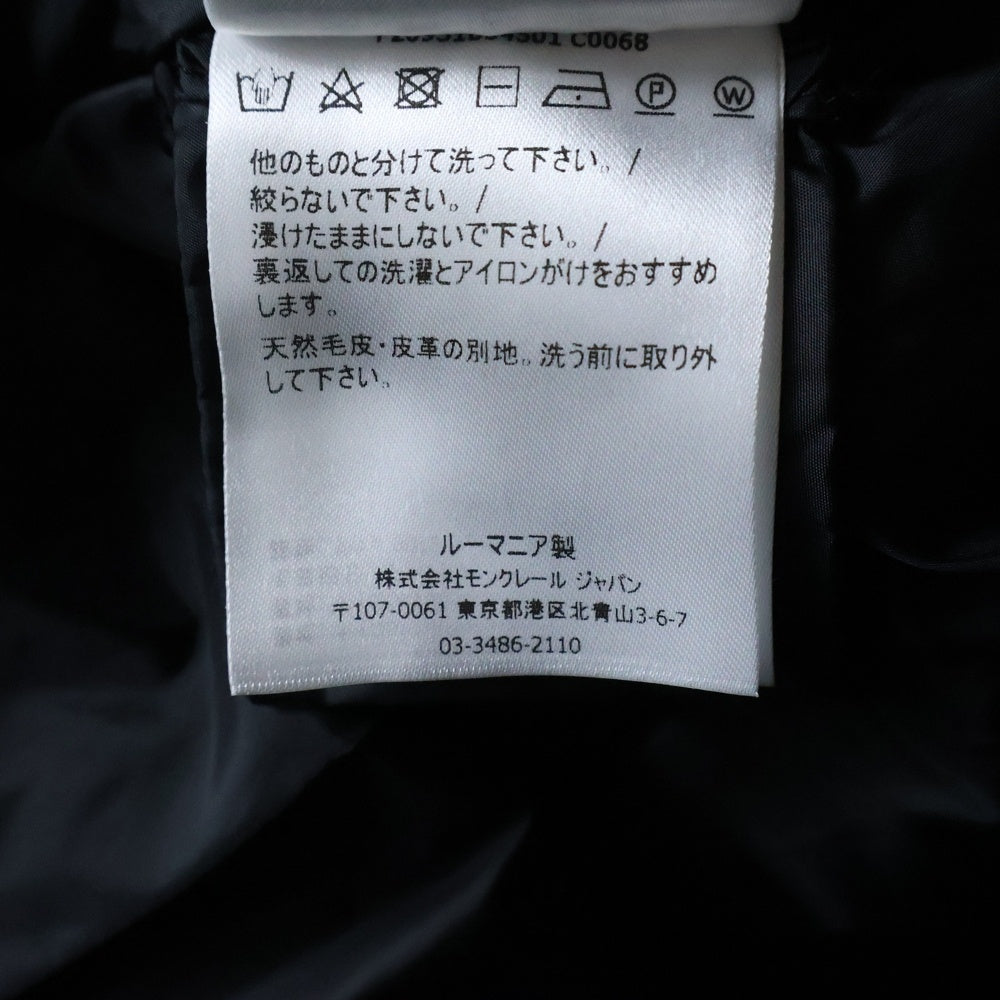 C0068
他のものと分けて洗って下さい。/
絞らないで下さい。/
浸けたままにしないで下さい。/
裏返しての洗濯とアイロンがけをおすすめ
します。
天然毛皮・皮革の別地。洗う前に取り外
して下さい。
ルーマニア製
株式会社モンクレール ジャパン
〒107-0061 東京都港区北青山3-6-7
03-3486-2110